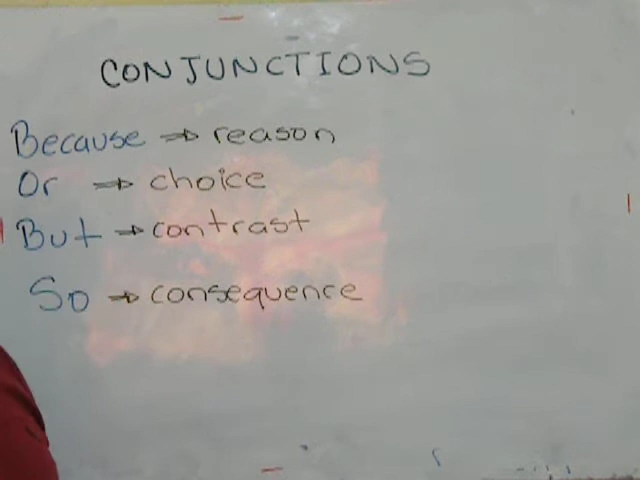 CONJUNCTIONS
Because → reason
Or → choice
But → contrast
So → consequence